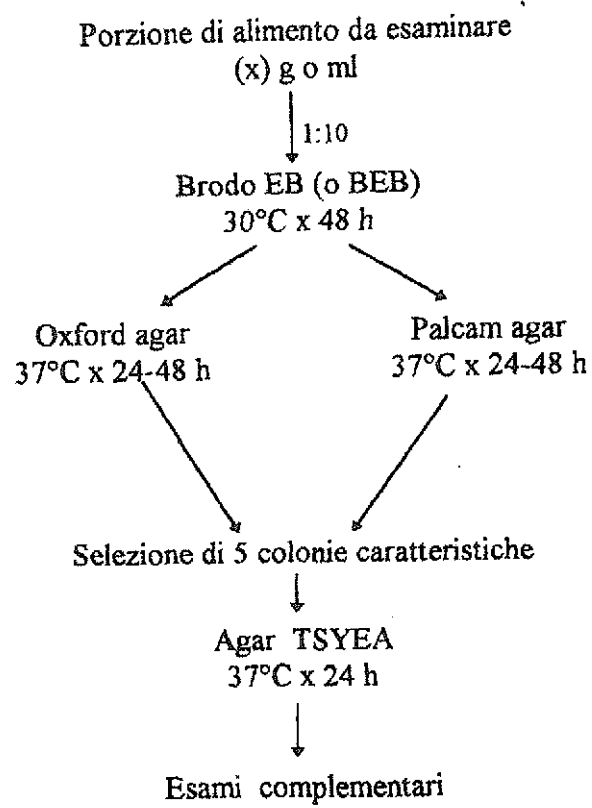 Porzione di alimento da esaminare
(x) g o ml
1:10
Brodo EB (o BEB)
30°C x 48 h
Oxford agar
37°C x 24-48 h
Palcam agar
37°C x 24-48 h
Selezione di 5 colonie caratteristiche
Agar TSYEA
37°C x 24 h
Esami complementari